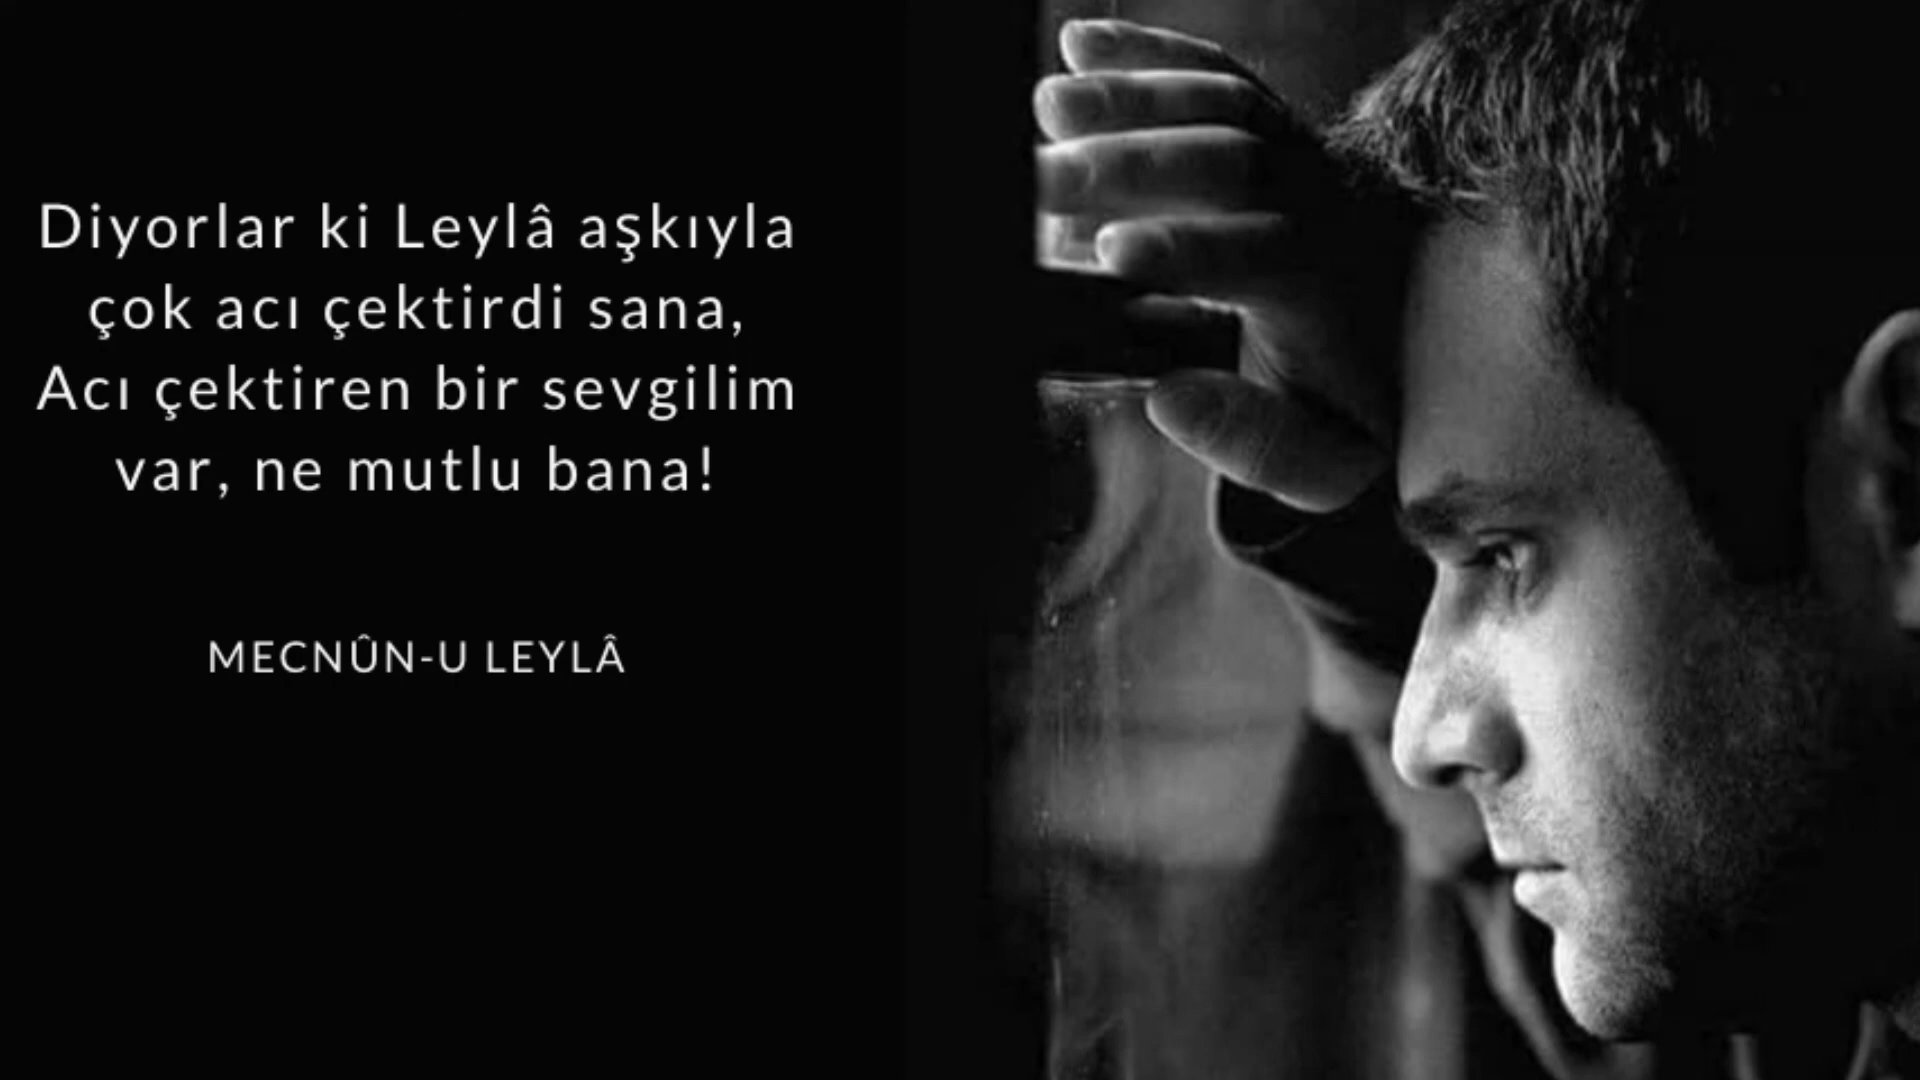 Diyorlar ki Leylâ aşkıyla
çok acı çektirdi sana,
Acı çektiren bir sevgilim
var, ne mutlu bana!
MECNÛN-U LEYLÂ